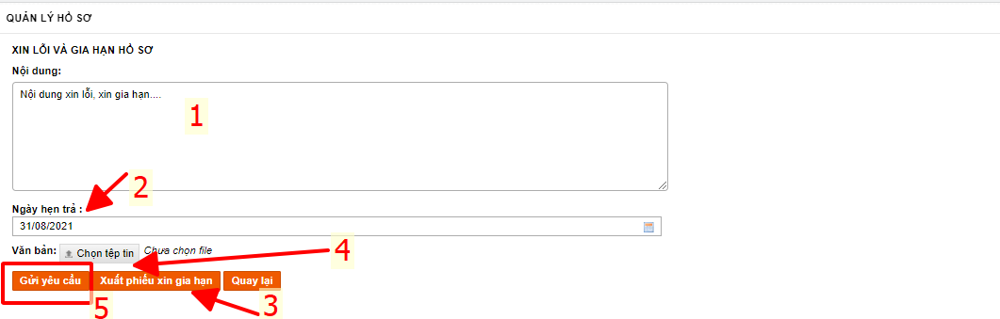 QUẢN LÝ HỒ SƠ
XIN LỖI VÀ GIA HẠN HỒ SƠ
Nội dung:
Nội dung xin lỗi, xin gia hạn....
1
2
Ngày hẹn trả :
31/08/2021
Văn bản: Chọn tệp tin Chưa chọn file 4
Gửi yêu cầu Xuất phiếu xin gia hạn Quay lại
5 3